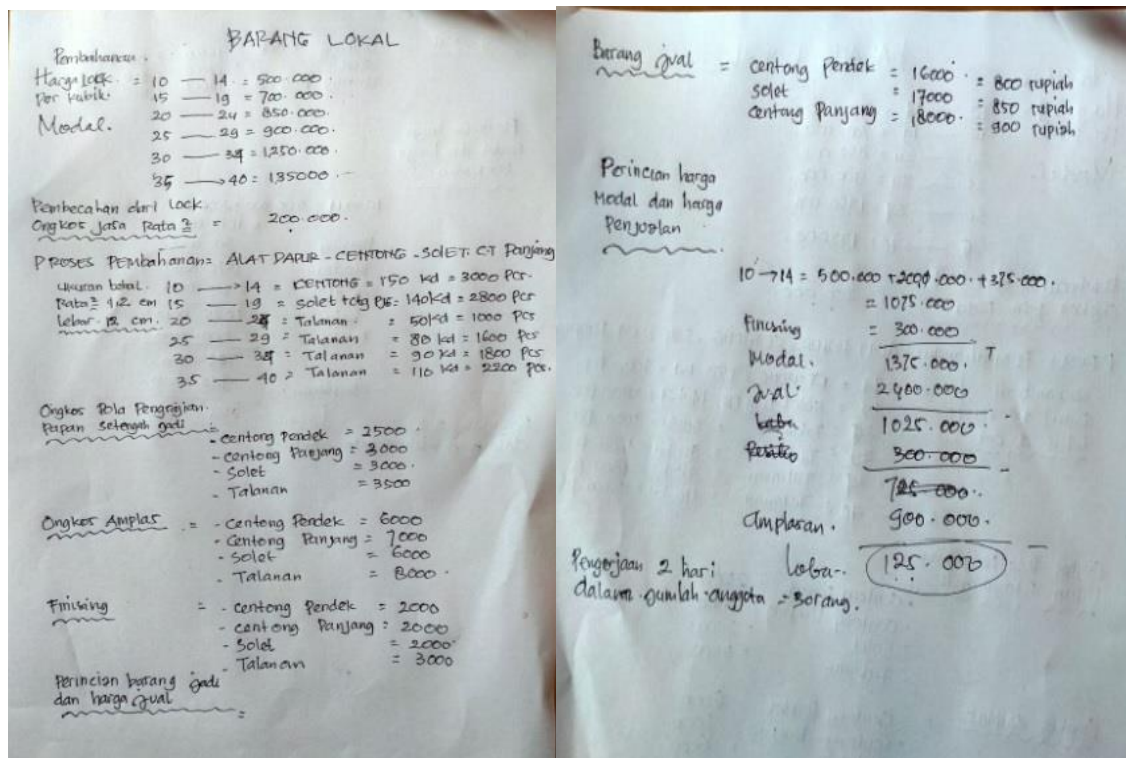 BARANG LOKAL
Pembahanan.
Harga Lock. = 10 — 14 = 500.000
per kubik. 15 — 19 = 700.000.
Modal. 20 — 24 = 850.000.
25 — 29 = 900.000.
30 — 34 = 1,250.000.
35 → 40 = 1,35000.
Pembecahan dari Lock.
Ongkos Jasa Rata² = 200.000.
PROSES PEMBAHANAN = ALAT DAPUR - CENTONG - SOLET. CT Panjang
ukuran tebal. 10 → 14 = CENTONG = 150 kd = 3000 Pcs.
Rata² 1,2 cm 15 — 19 = Solet + ctg = 140 Kd = 2800 Pcs
Lebar 12 cm. 20 — 24 = Talanan. = 50 Kd = 1000 Pcs
25 — 29 = Talanan = 80 kd = 1600 Pcs
30 — 34 = Talanan = 90 Kd = 1800 Pcs
35 — 40 = Talanan = 110 Kd = 2200 Pcs.
Ongkos Pola
Papan Setengah jadi = - centong Pendek = 2500
- centong Panjang = 3000
- Solet = 3000.
- Talanan = 3500
Ongkos Amplas = - Centong Pendek = 6000
- Centong Panjang = 7000
- Solet = 6000
- Talanan = 8000.
Finising = - centong Pendek = 2000
- centong Panjang = 2000
- Solet = 2000
- Talanan = 3000
Perincian barang jadi
dan harga jual =
Barang jual = centong Pendek = 16000 = 800 rupiah
solet = 17000 = 850 rupiah
centong Panjang = 18000. = 900 rupiah
Perincian harga
Modal dan harga
Penjualan
10 → 14 = 500.000 + 2000.000. + 375.000.
= 1075.000
Finising = 300.000
Modal. 1375.000.
jual 2400.000
1025.000.
300.000
725.000.
amplasan. 900.000.
Laba 125.000
Pengerjaan 2 hari
dalam jumlah anggota = 3orang.